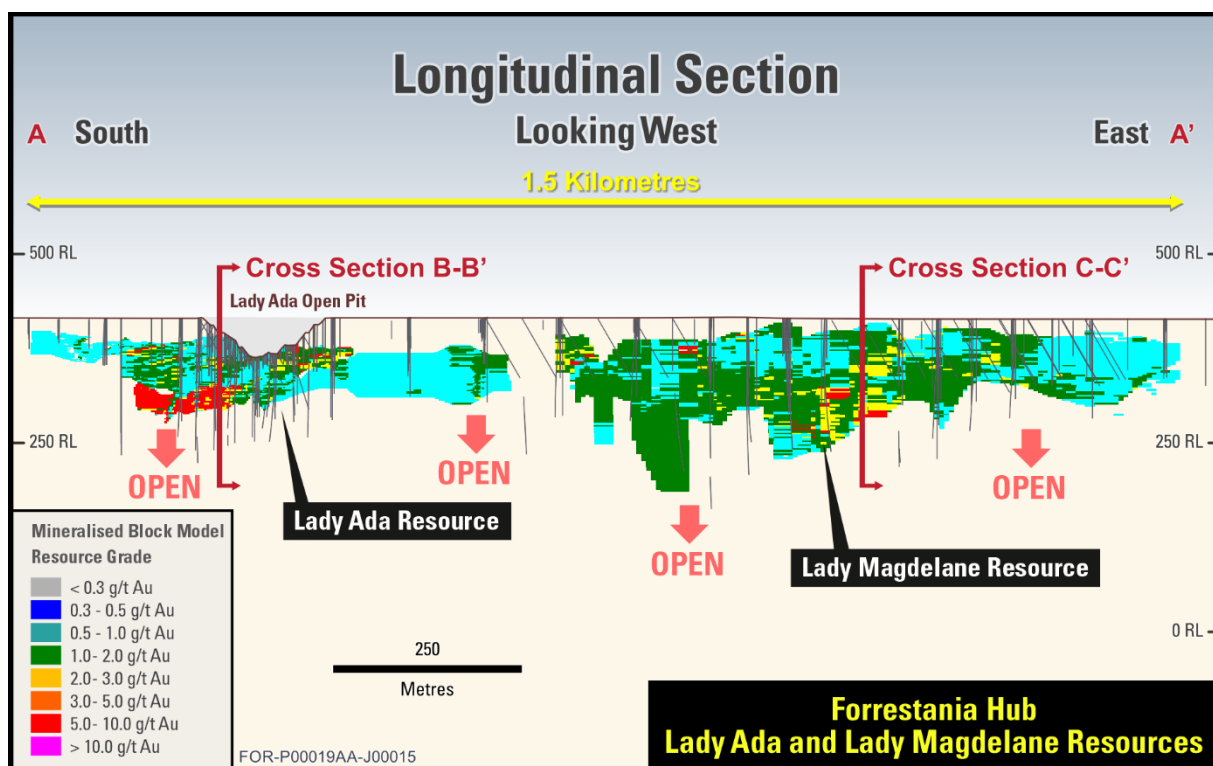 Longitudinal Section
A South Looking West East A’
1.5 Kilometres
500 RL 500 RL
Cross Section B-B’ Cross Section C-C’
Lady Ada Open Pit
250 RL 250 RL
OPEN OPEN OPEN
Lady Ada Resource
OPEN
Lady Magdelane Resource
Mineralised Block Model
Resource Grade
< 0.3 g/t Au
0.3 - 0.5 g/t Au
0.5 - 1.0 g/t Au
1.0- 2.0 g/t Au
2.0- 3.0 g/t Au
3.0- 5.0 g/t Au
5.0- 10.0 g/t Au
> 10.0 g/t Au
0 RL
250
Metres
FOR-P00019AA-J00015
Forrestania Hub
Lady Ada and Lady Magdelane Resources